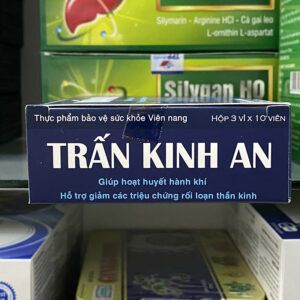 Silymarin - Arginine HCl - Cà gai leo
L-ornithin L-aspartat
Silygan HQ
Thực phẩm bảo vệ sức khỏe Viên nang
HỘP 3 VỈ X 10 VIÊN
TRẤN KINH AN
Giúp hoạt huyết hành khí
Hỗ trợ giảm các triệu chứng rối loạn thần kinh